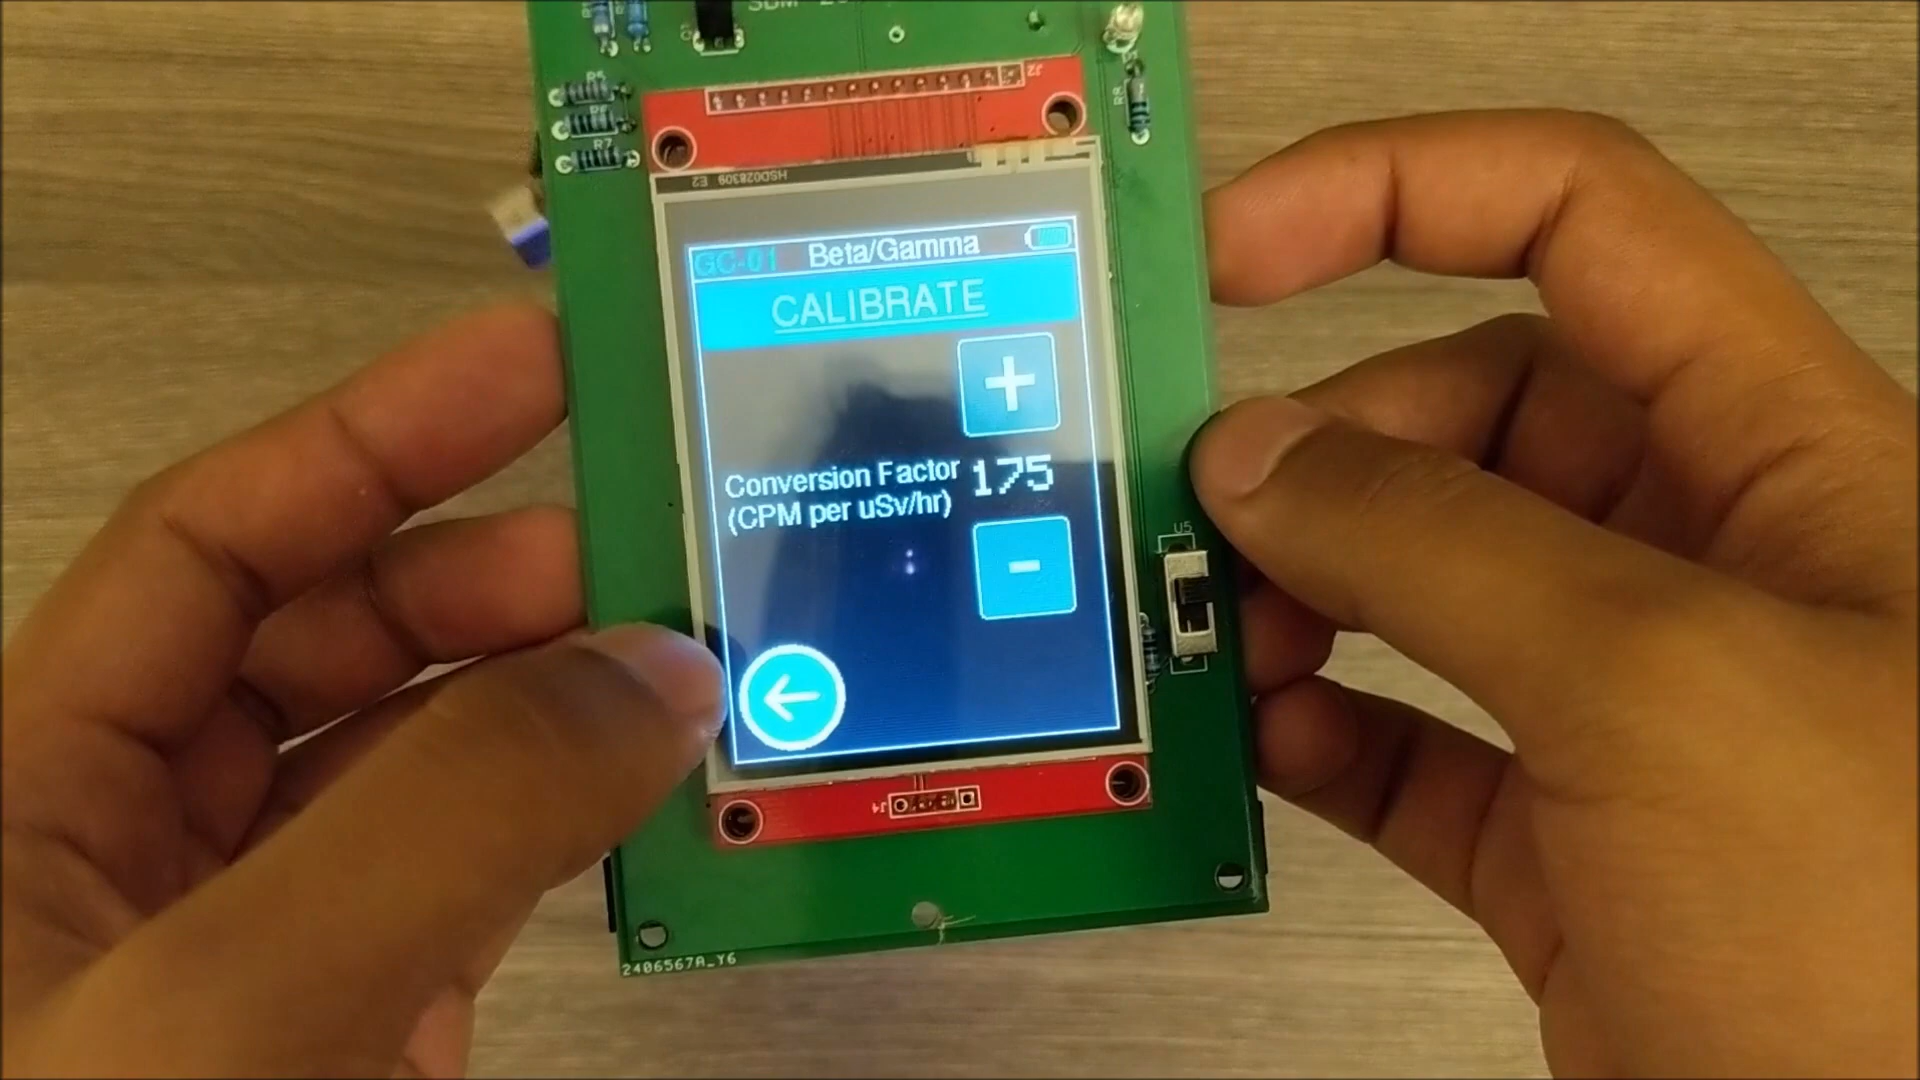 SBM
R5
R6
R7
R8
J2
HSD028309 E2
GC-01 Beta/Gamma
CALIBRATE
+
Conversion Factor 175
(CPM per uSv/hr)
-
U5
J4
2406567A_Y6